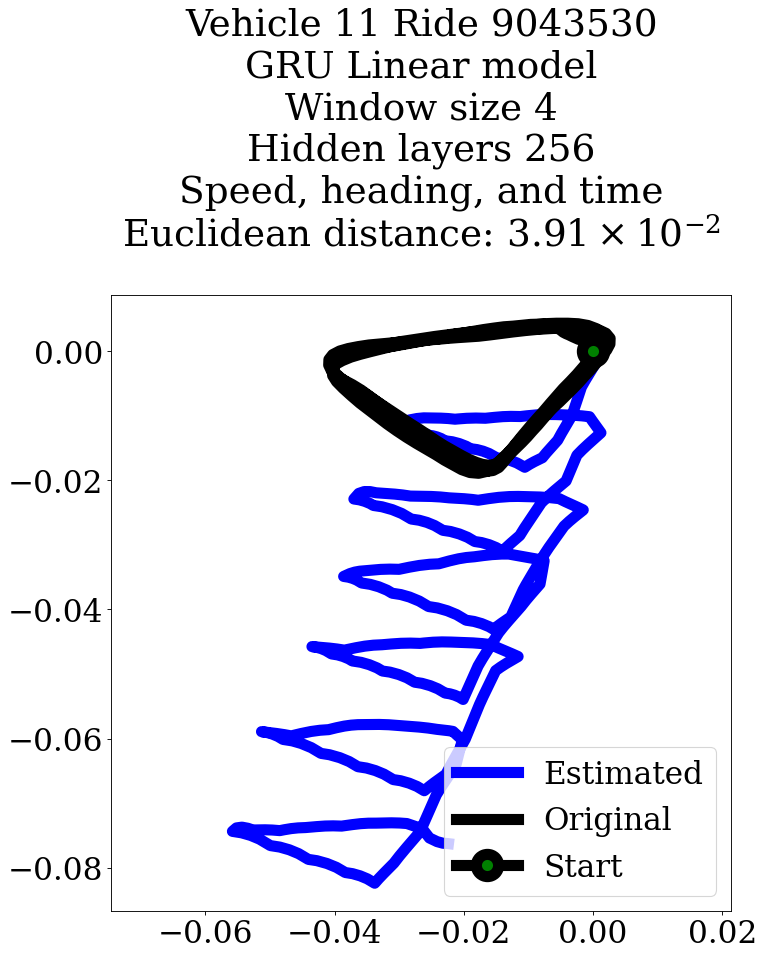 Vehicle 11 Ride 9043530
GRU Linear model
Window size 4
Hidden layers 256
Speed, heading, and time
Euclidean distance: 3.91 × 10⁻²
0.00
−0.02
−0.04
−0.06
−0.08
Estimated
Original
Start
−0.06 −0.04 −0.02 0.00 0.02